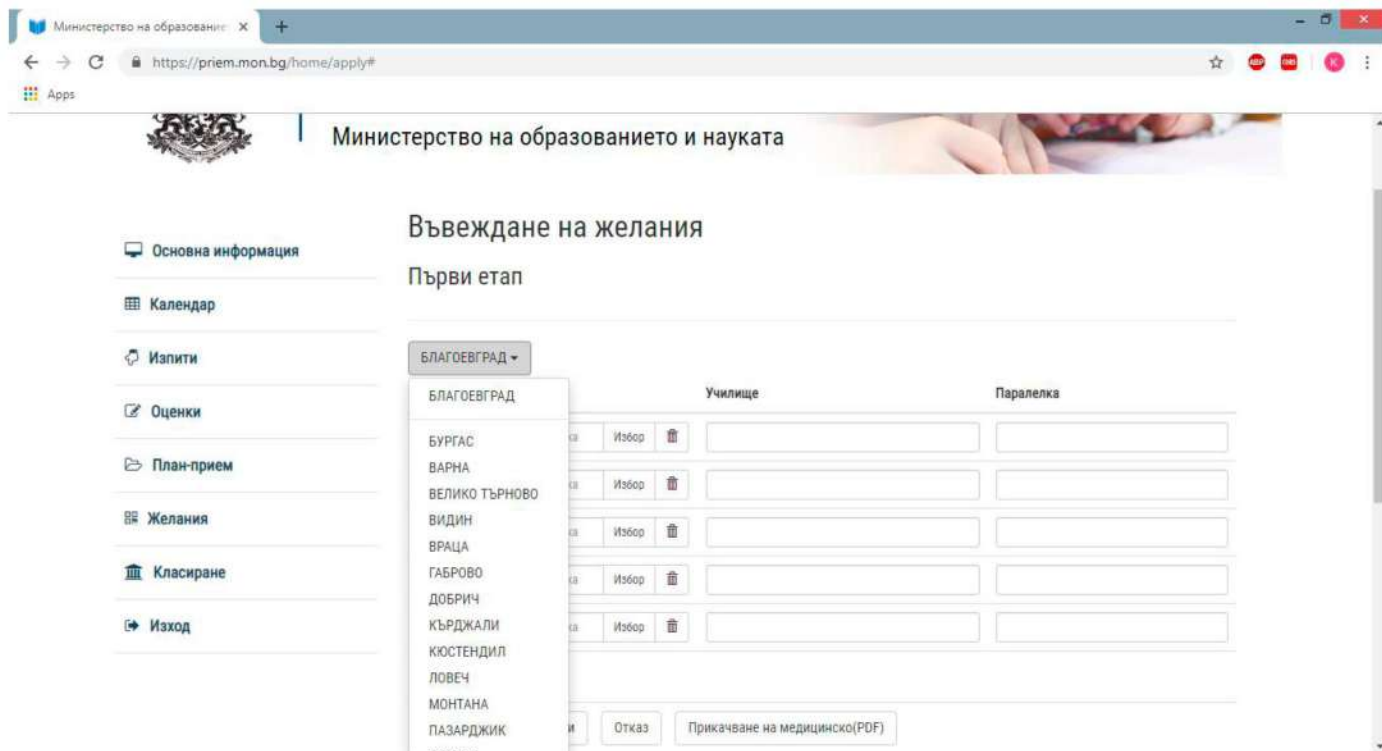 Министерство на образование
https://priem.mon.bg/home/apply#
ABP
K
Apps
Министерство на образованието и науката
Основна информация
Календар
Изпити
Оценки
План-прием
Желания
Класиране
Изход
Въвеждане на желания
Първи етап
БЛАГОЕВГРАД
Училище Паралелка
БЛАГОЕВГРАД
БУРГАС
ВАРНА
ВЕЛИКО ТЪРНОВО
ВИДИН
ВРАЦА
ГАБРОВО
ДОБРИЧ
КЪРДЖАЛИ
КЮСТЕНДИЛ
ЛОВЕЧ
МОНТАНА
ПАЗАРДЖИК
Избор
Избор
Избор
Избор
Избор
Отказ Прикачване на медицинско(PDF)